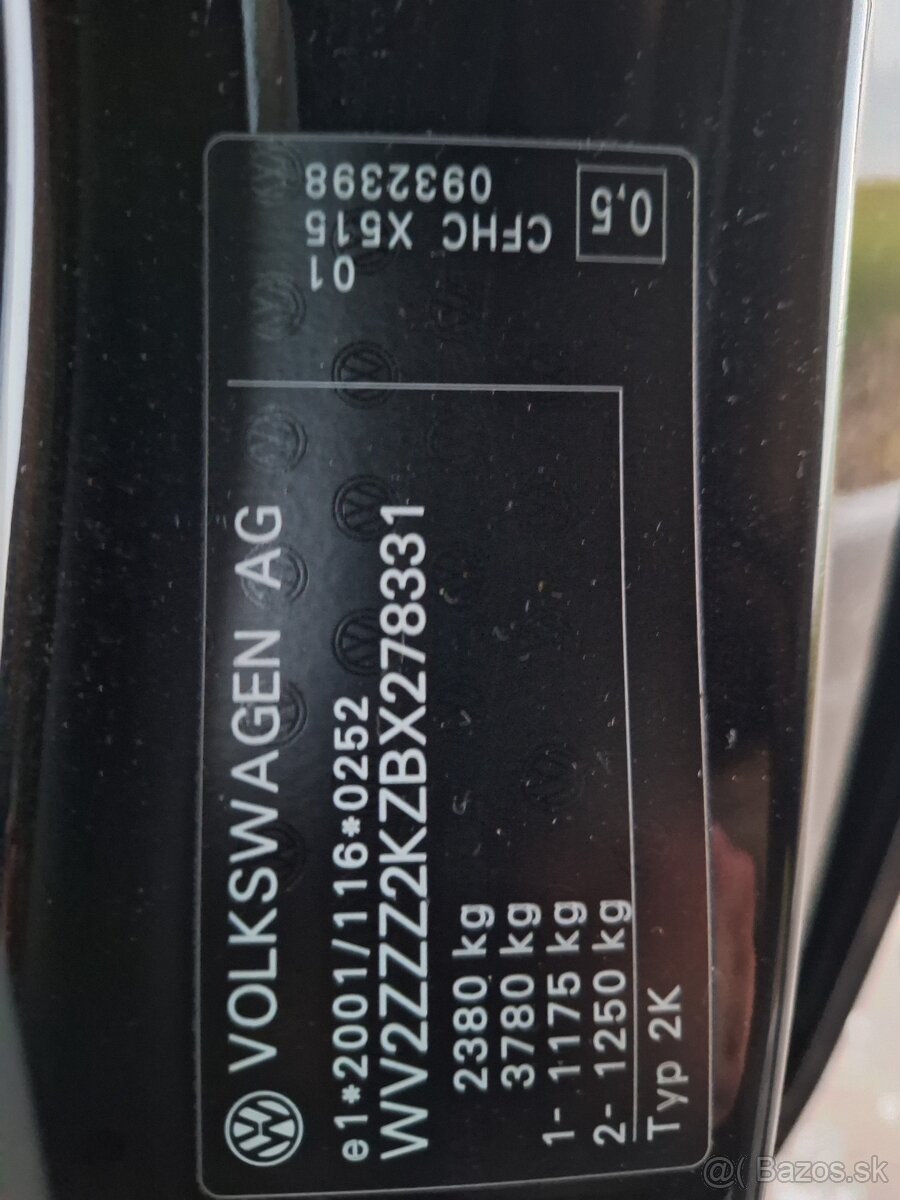 VOLKSWAGEN AG
e1*2001/116*0252
WV2ZZZ2KZBX278331
2380 kg
3780 kg
1- 1175 kg
2- 1250 kg
Typ 2K
01
CFHC X515
0932398
0,5
@( Bazos.sk